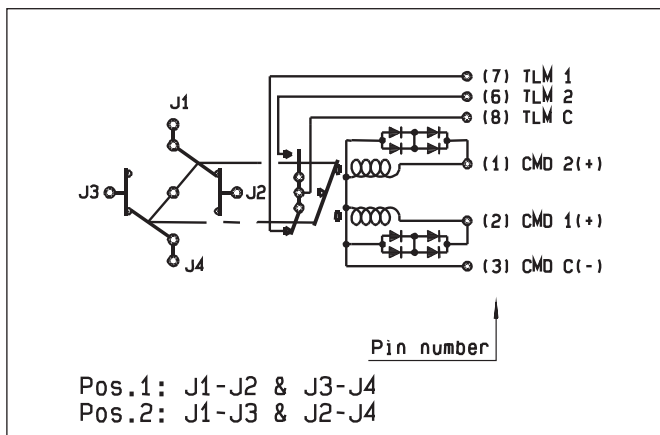 (7) TLM 1
(6) TLM 2
(8) TLM C
J1
(1) CMD 2(+)
J3
J2
(2) CMD 1(+)
J4
(3) CMD C(-)
Pin number
Pos.1: J1-J2 & J3-J4
Pos.2: J1-J3 & J2-J4